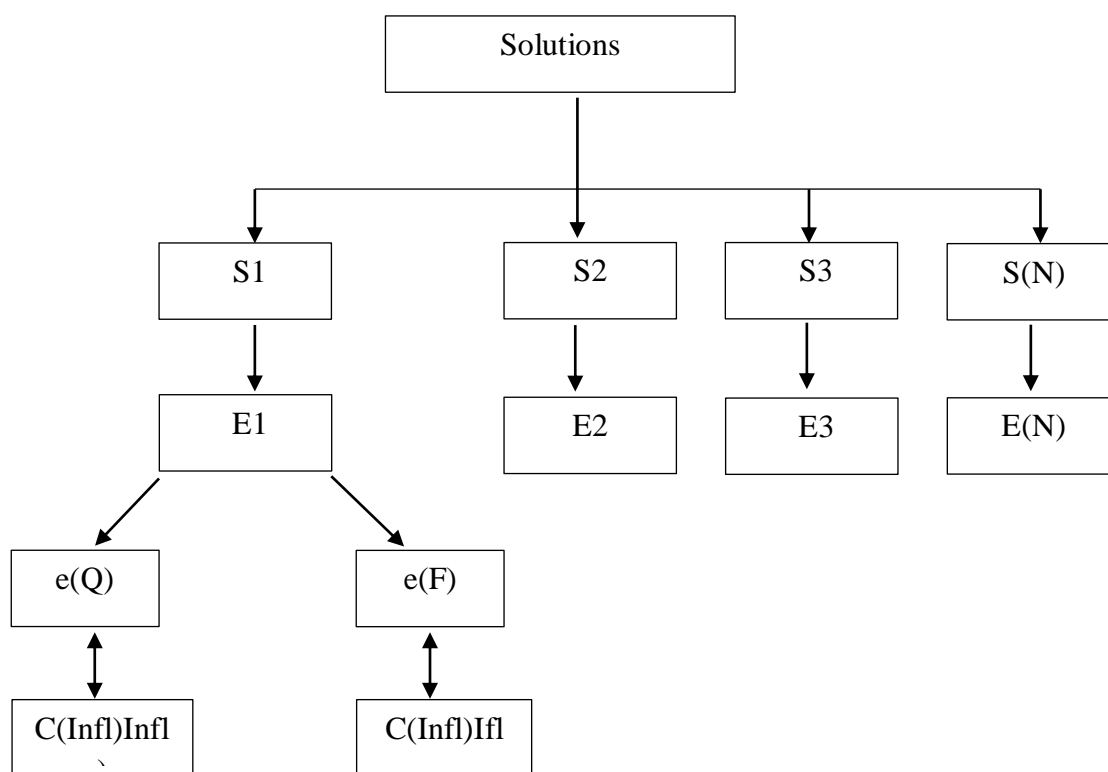 Solutions
S1
S2
S3
S(N)
E1
E2
E3
E(N)
e(Q)
e(F)
C(Infl)Infl
)
C(Infl)Ifl